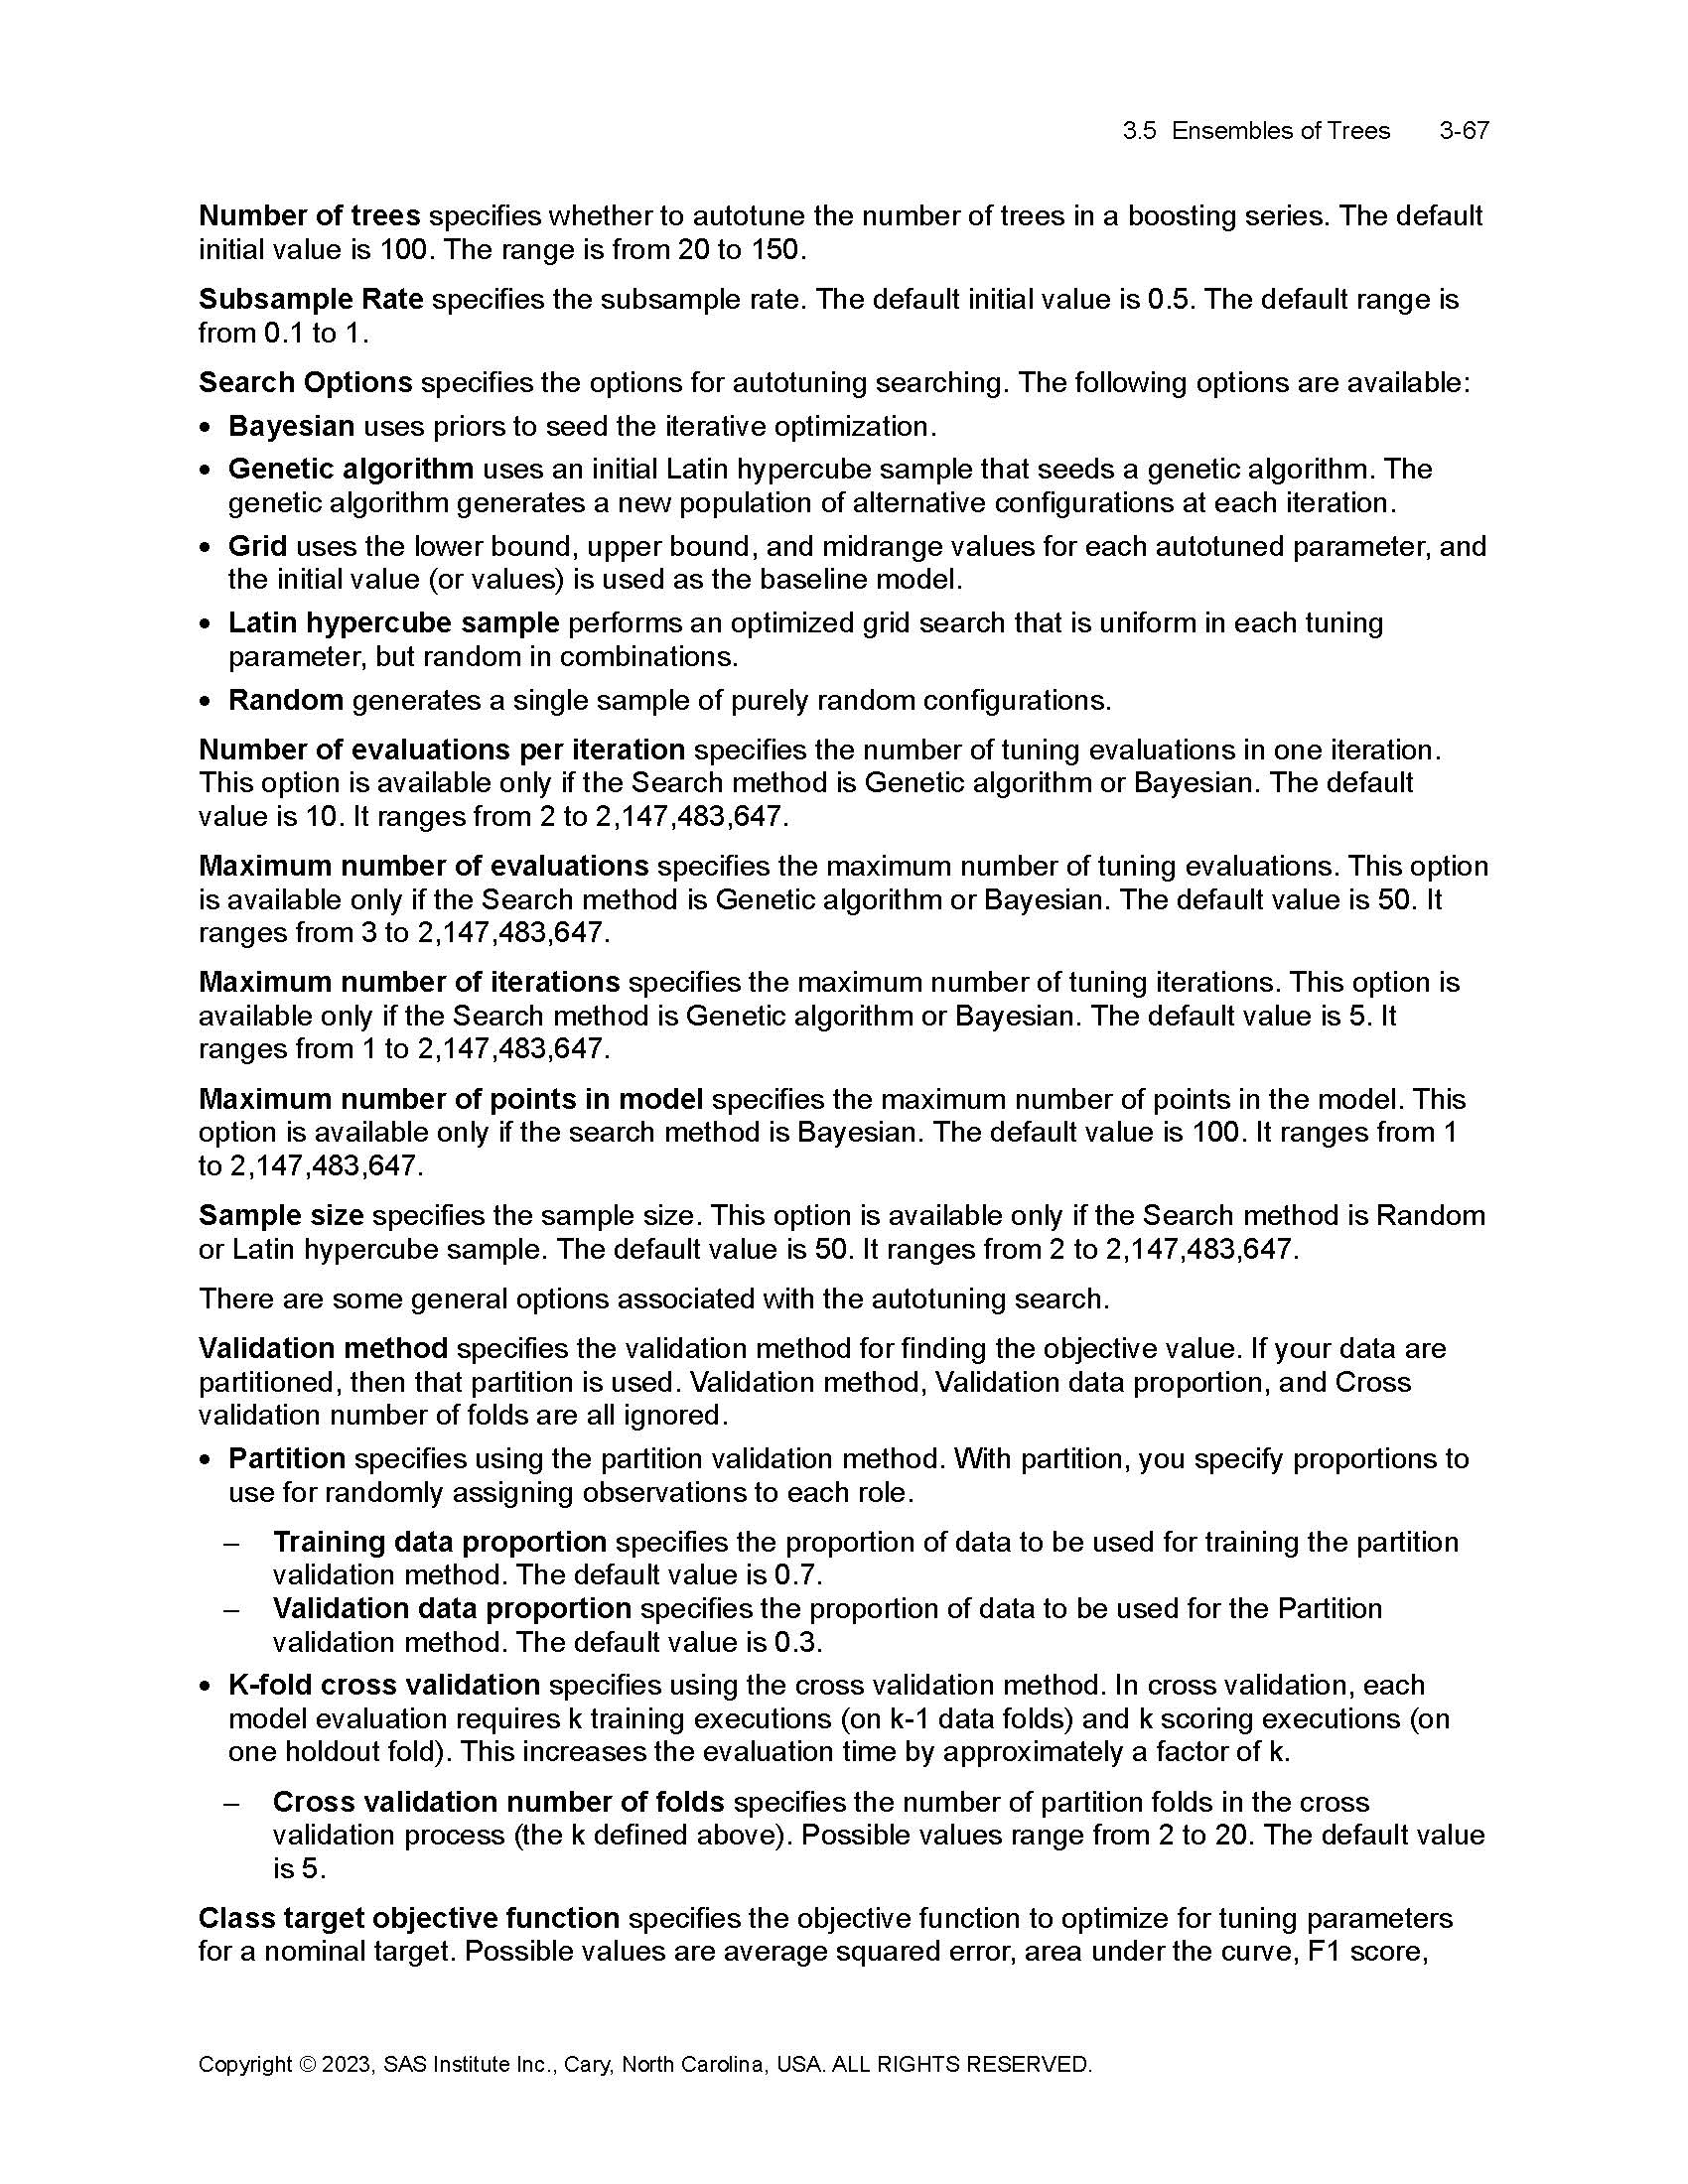 3.5 Ensembles of Trees 3-67
Number of trees specifies whether to autotune the number of trees in a boosting series. The default
initial value is 100. The range is from 20 to 150.
Subsample Rate specifies the subsample rate. The default initial value is 0.5. The default range is
from 0.1 to 1.
Search Options specifies the options for autotuning searching. The following options are available:
• Bayesian uses priors to seed the iterative optimization.
• Genetic algorithm uses an initial Latin hypercube sample that seeds a genetic algorithm. The
genetic algorithm generates a new population of alternative configurations at each iteration.
• Grid uses the lower bound, upper bound, and midrange values for each autotuned parameter, and
the initial value (or values) is used as the baseline model.
• Latin hypercube sample performs an optimized grid search that is uniform in each tuning
parameter, but random in combinations.
• Random generates a single sample of purely random configurations.
Number of evaluations per iteration specifies the number of tuning evaluations in one iteration.
This option is available only if the Search method is Genetic algorithm or Bayesian. The default
value is 10. It ranges from 2 to 2,147,483,647.
Maximum number of evaluations specifies the maximum number of tuning evaluations. This option
is available only if the Search method is Genetic algorithm or Bayesian. The default value is 50. It
ranges from 3 to 2,147,483,647.
Maximum number of iterations specifies the maximum number of tuning iterations. This option is
available only if the Search method is Genetic algorithm or Bayesian. The default value is 5. It
ranges from 1 to 2,147,483,647.
Maximum number of points in model specifies the maximum number of points in the model. This
option is available only if the search method is Bayesian. The default value is 100. It ranges from 1
to 2,147,483,647.
Sample size specifies the sample size. This option is available only if the Search method is Random
or Latin hypercube sample. The default value is 50. It ranges from 2 to 2,147,483,647.
There are some general options associated with the autotuning search.
Validation method specifies the validation method for finding the objective value. If your data are
partitioned, then that partition is used. Validation method, Validation data proportion, and Cross
validation number of folds are all ignored.
• Partition specifies using the partition validation method. With partition, you specify proportions to
use for randomly assigning observations to each role.
– Training data proportion specifies the proportion of data to be used for training the partition
validation method. The default value is 0.7.
– Validation data proportion specifies the proportion of data to be used for the Partition
validation method. The default value is 0.3.
• K-fold cross validation specifies using the cross validation method. In cross validation, each
model evaluation requires k training executions (on k-1 data folds) and k scoring executions (on
one holdout fold). This increases the evaluation time by approximately a factor of k.
– Cross validation number of folds specifies the number of partition folds in the cross
validation process (the k defined above). Possible values range from 2 to 20. The default value
is 5.
Class target objective function specifies the objective function to optimize for tuning parameters
for a nominal target. Possible values are average squared error, area under the curve, F1 score,
Copyright © 2023, SAS Institute Inc., Cary, North Carolina, USA. ALL RIGHTS RESERVED.